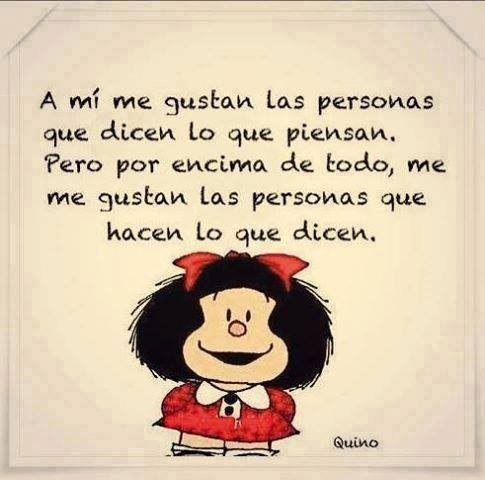 A mí me gustan las personas
que dicen lo que piensan.
Pero por encima de todo, me
me gustan las personas que
hacen lo que dicen.
Quino